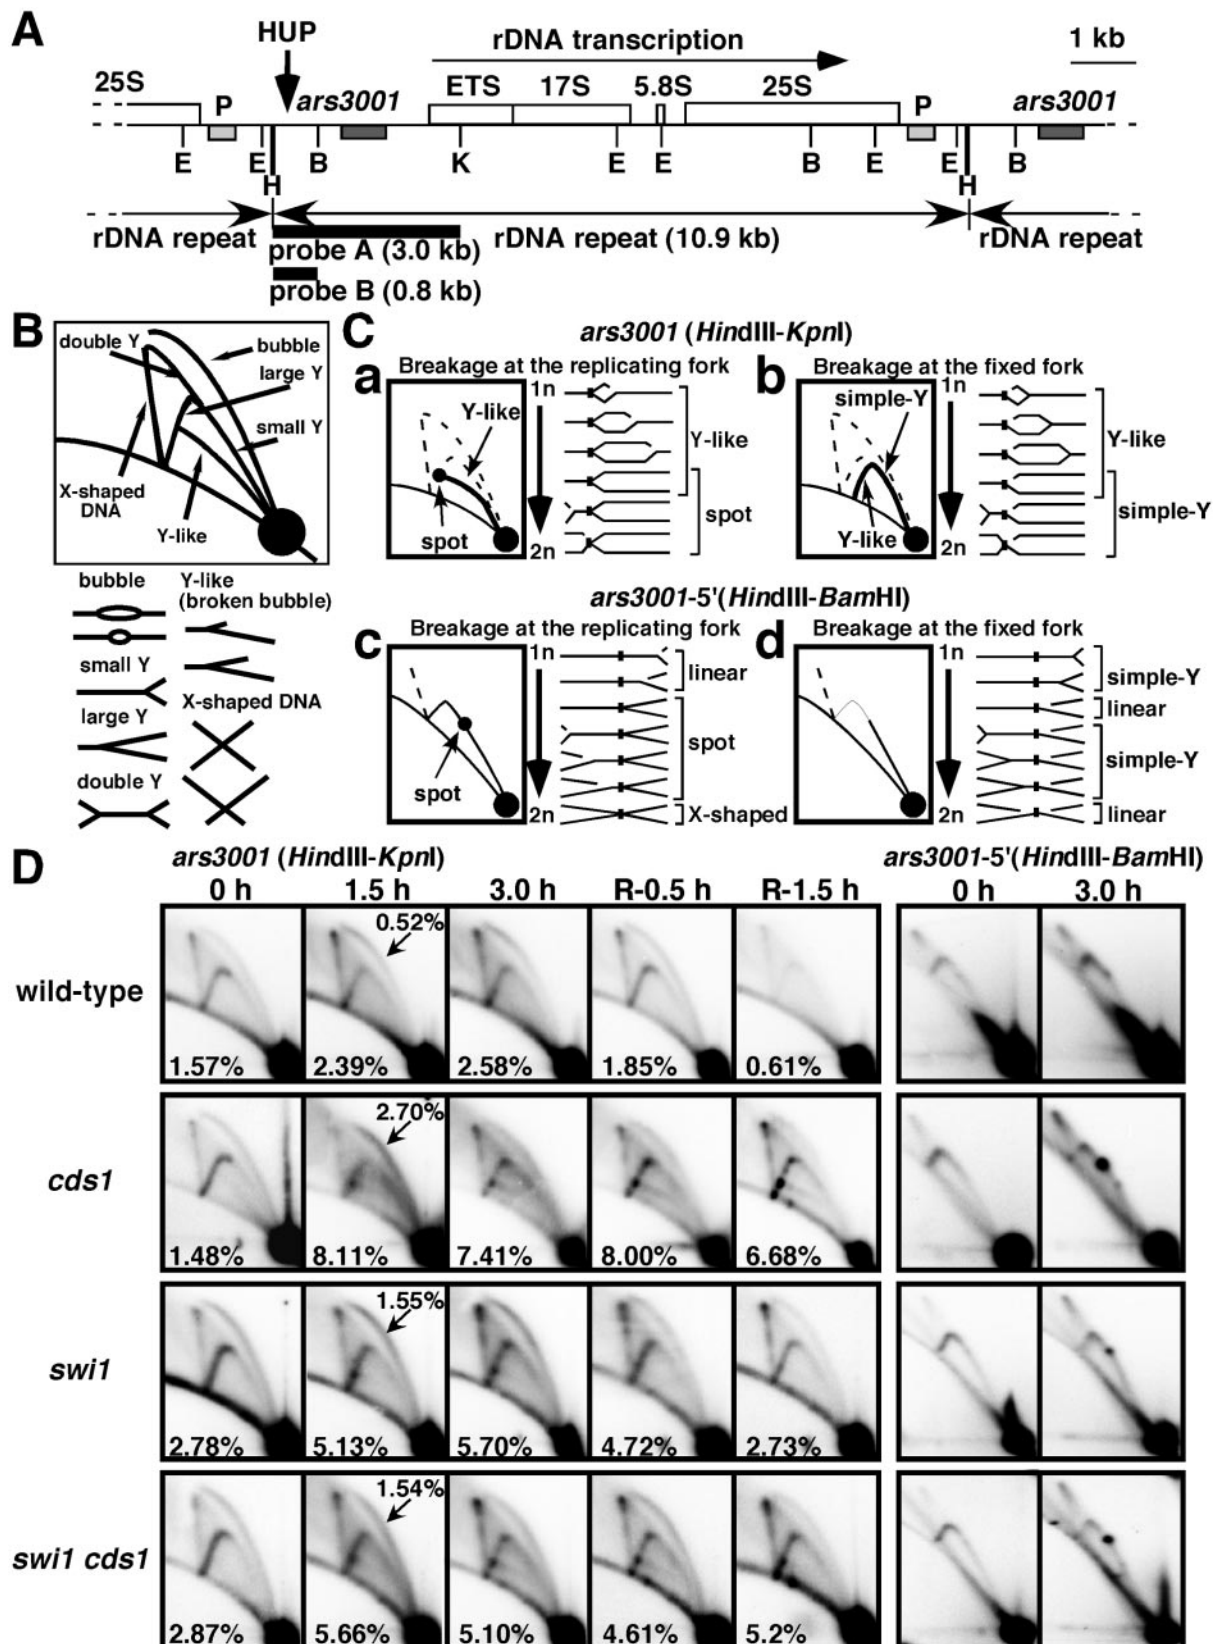 A
HUP
rDNA transcription
1 kb
25S
P
ars3001
ETS
17S
5.8S
25S
P
ars3001
E
E
B
K
E
E
B
E
E
B
H
H
rDNA repeat
rDNA repeat (10.9 kb)
rDNA repeat
probe A (3.0 kb)
probe B (0.8 kb)
B
double Y
bubble
large Y
small Y
X-shaped
DNA
Y-like
bubble
Y-like
(broken bubble)
small Y
large Y
X-shaped DNA
double Y
C
ars3001 (HindIII-KpnI)
a
Breakage at the replicating fork
Y-like
spot
1n
2n
Y-like
spot
b
Breakage at the fixed fork
simple-Y
Y-like
1n
2n
Y-like
simple-Y
ars3001-5'(HindIII-BamHI)
c
Breakage at the replicating fork
spot
1n
2n
linear
spot
X-shaped
d
Breakage at the fixed fork
1n
2n
simple-Y
linear
simple-Y
linear
D
ars3001 (HindIII-KpnI)
ars3001-5'(HindIII-BamHI)
0 h
1.5 h
3.0 h
R-0.5 h
R-1.5 h
0 h
3.0 h
wild-type
0.52%
1.57%
2.39%
2.58%
1.85%
0.61%
cds1
2.70%
1.48%
8.11%
7.41%
8.00%
6.68%
swi1
1.55%
2.78%
5.13%
5.70%
4.72%
2.73%
swi1 cds1
1.54%
2.87%
5.66%
5.10%
4.61%
5.2%